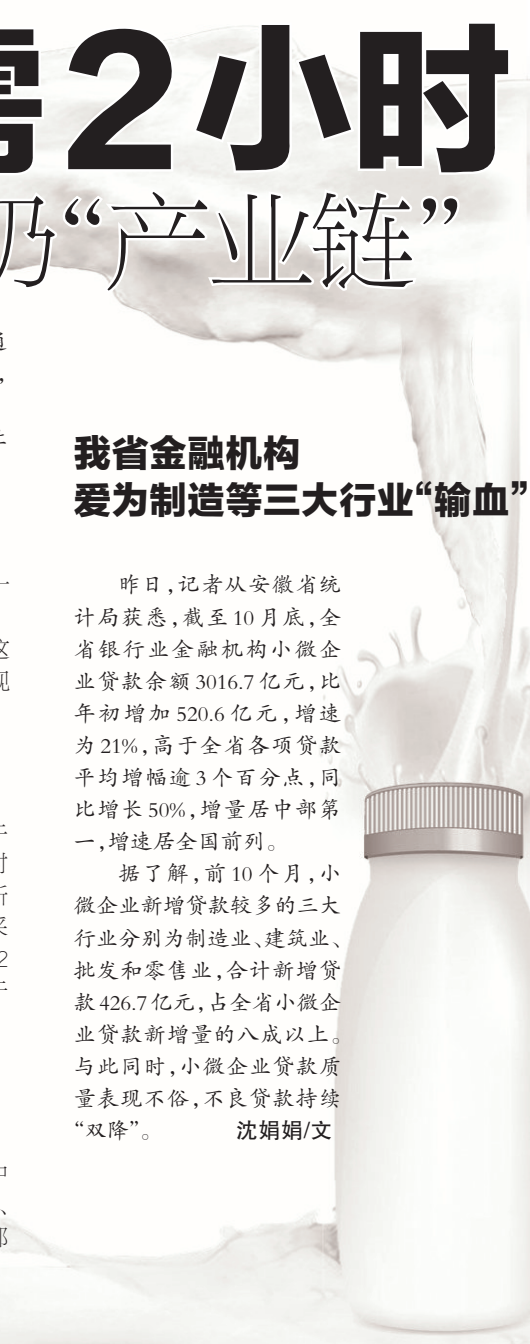 需2小时
奶“产业链”
我省金融机构
爱为制造等三大行业“输血”
昨日,记者从安徽省统
计局获悉,截至10月底,全
省银行业金融机构小微企
业贷款余额3016.7亿元,比
年初增加520.6亿元,增速
为21%,高于全省各项贷款
平均增幅逾3个百分点,同
比增长50%,增量居中部第
一,增速居全国前列。
据了解,前10个月,小
微企业新增贷款较多的三大
行业分别为制造业、建筑业、
批发和零售业,合计新增贷
款426.7亿元,占全省小微企
业贷款新增量的八成以上。
与此同时,小微企业贷款质
量表现不俗,不良贷款持续
“双降”。 沈娟娟/文